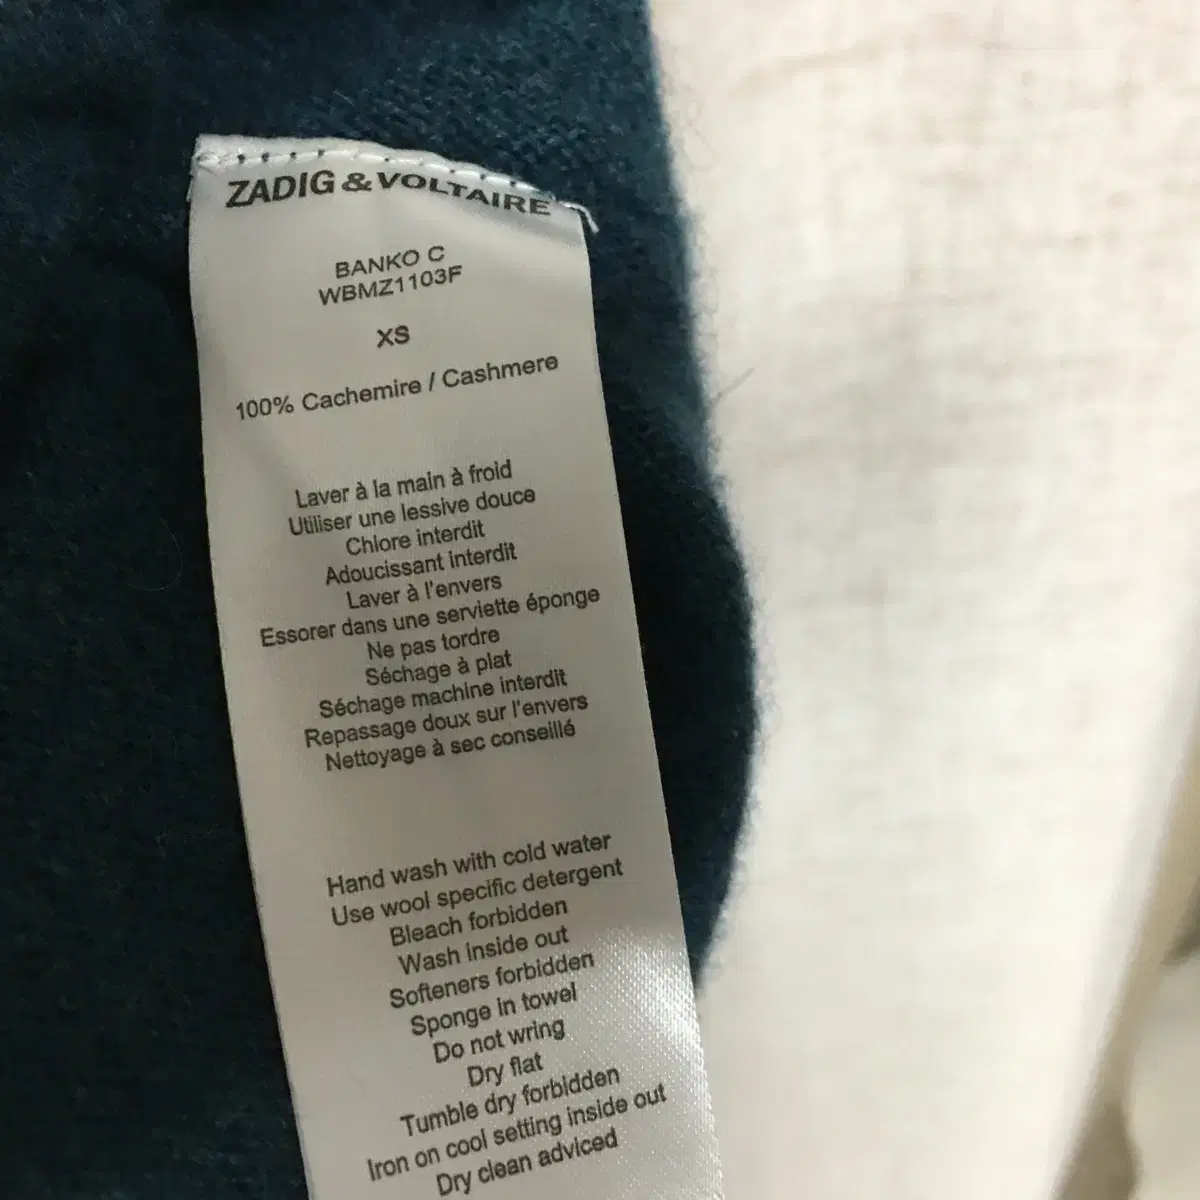 ZADIG & VOLTAIRE
BANKO C
WBMZ1103F
XS
100% Cachemire / Cashmere
Laver à la main à froid
Utiliser une lessive douce
Chlore interdit
Adoucissant interdit
Laver à l'envers
Essorer dans une serviette éponge
Ne pas tordre
Séchage à plat
Séchage machine interdit
Repassage doux sur l'envers
Nettoyage à sec conseillé
Hand wash with cold water
Use wool specific detergent
Bleach forbidden
Wash inside out
Softeners forbidden
Sponge in towel
Do not wring
Dry flat
Tumble dry forbidden
Iron on cool setting inside out
Dry clean adviced